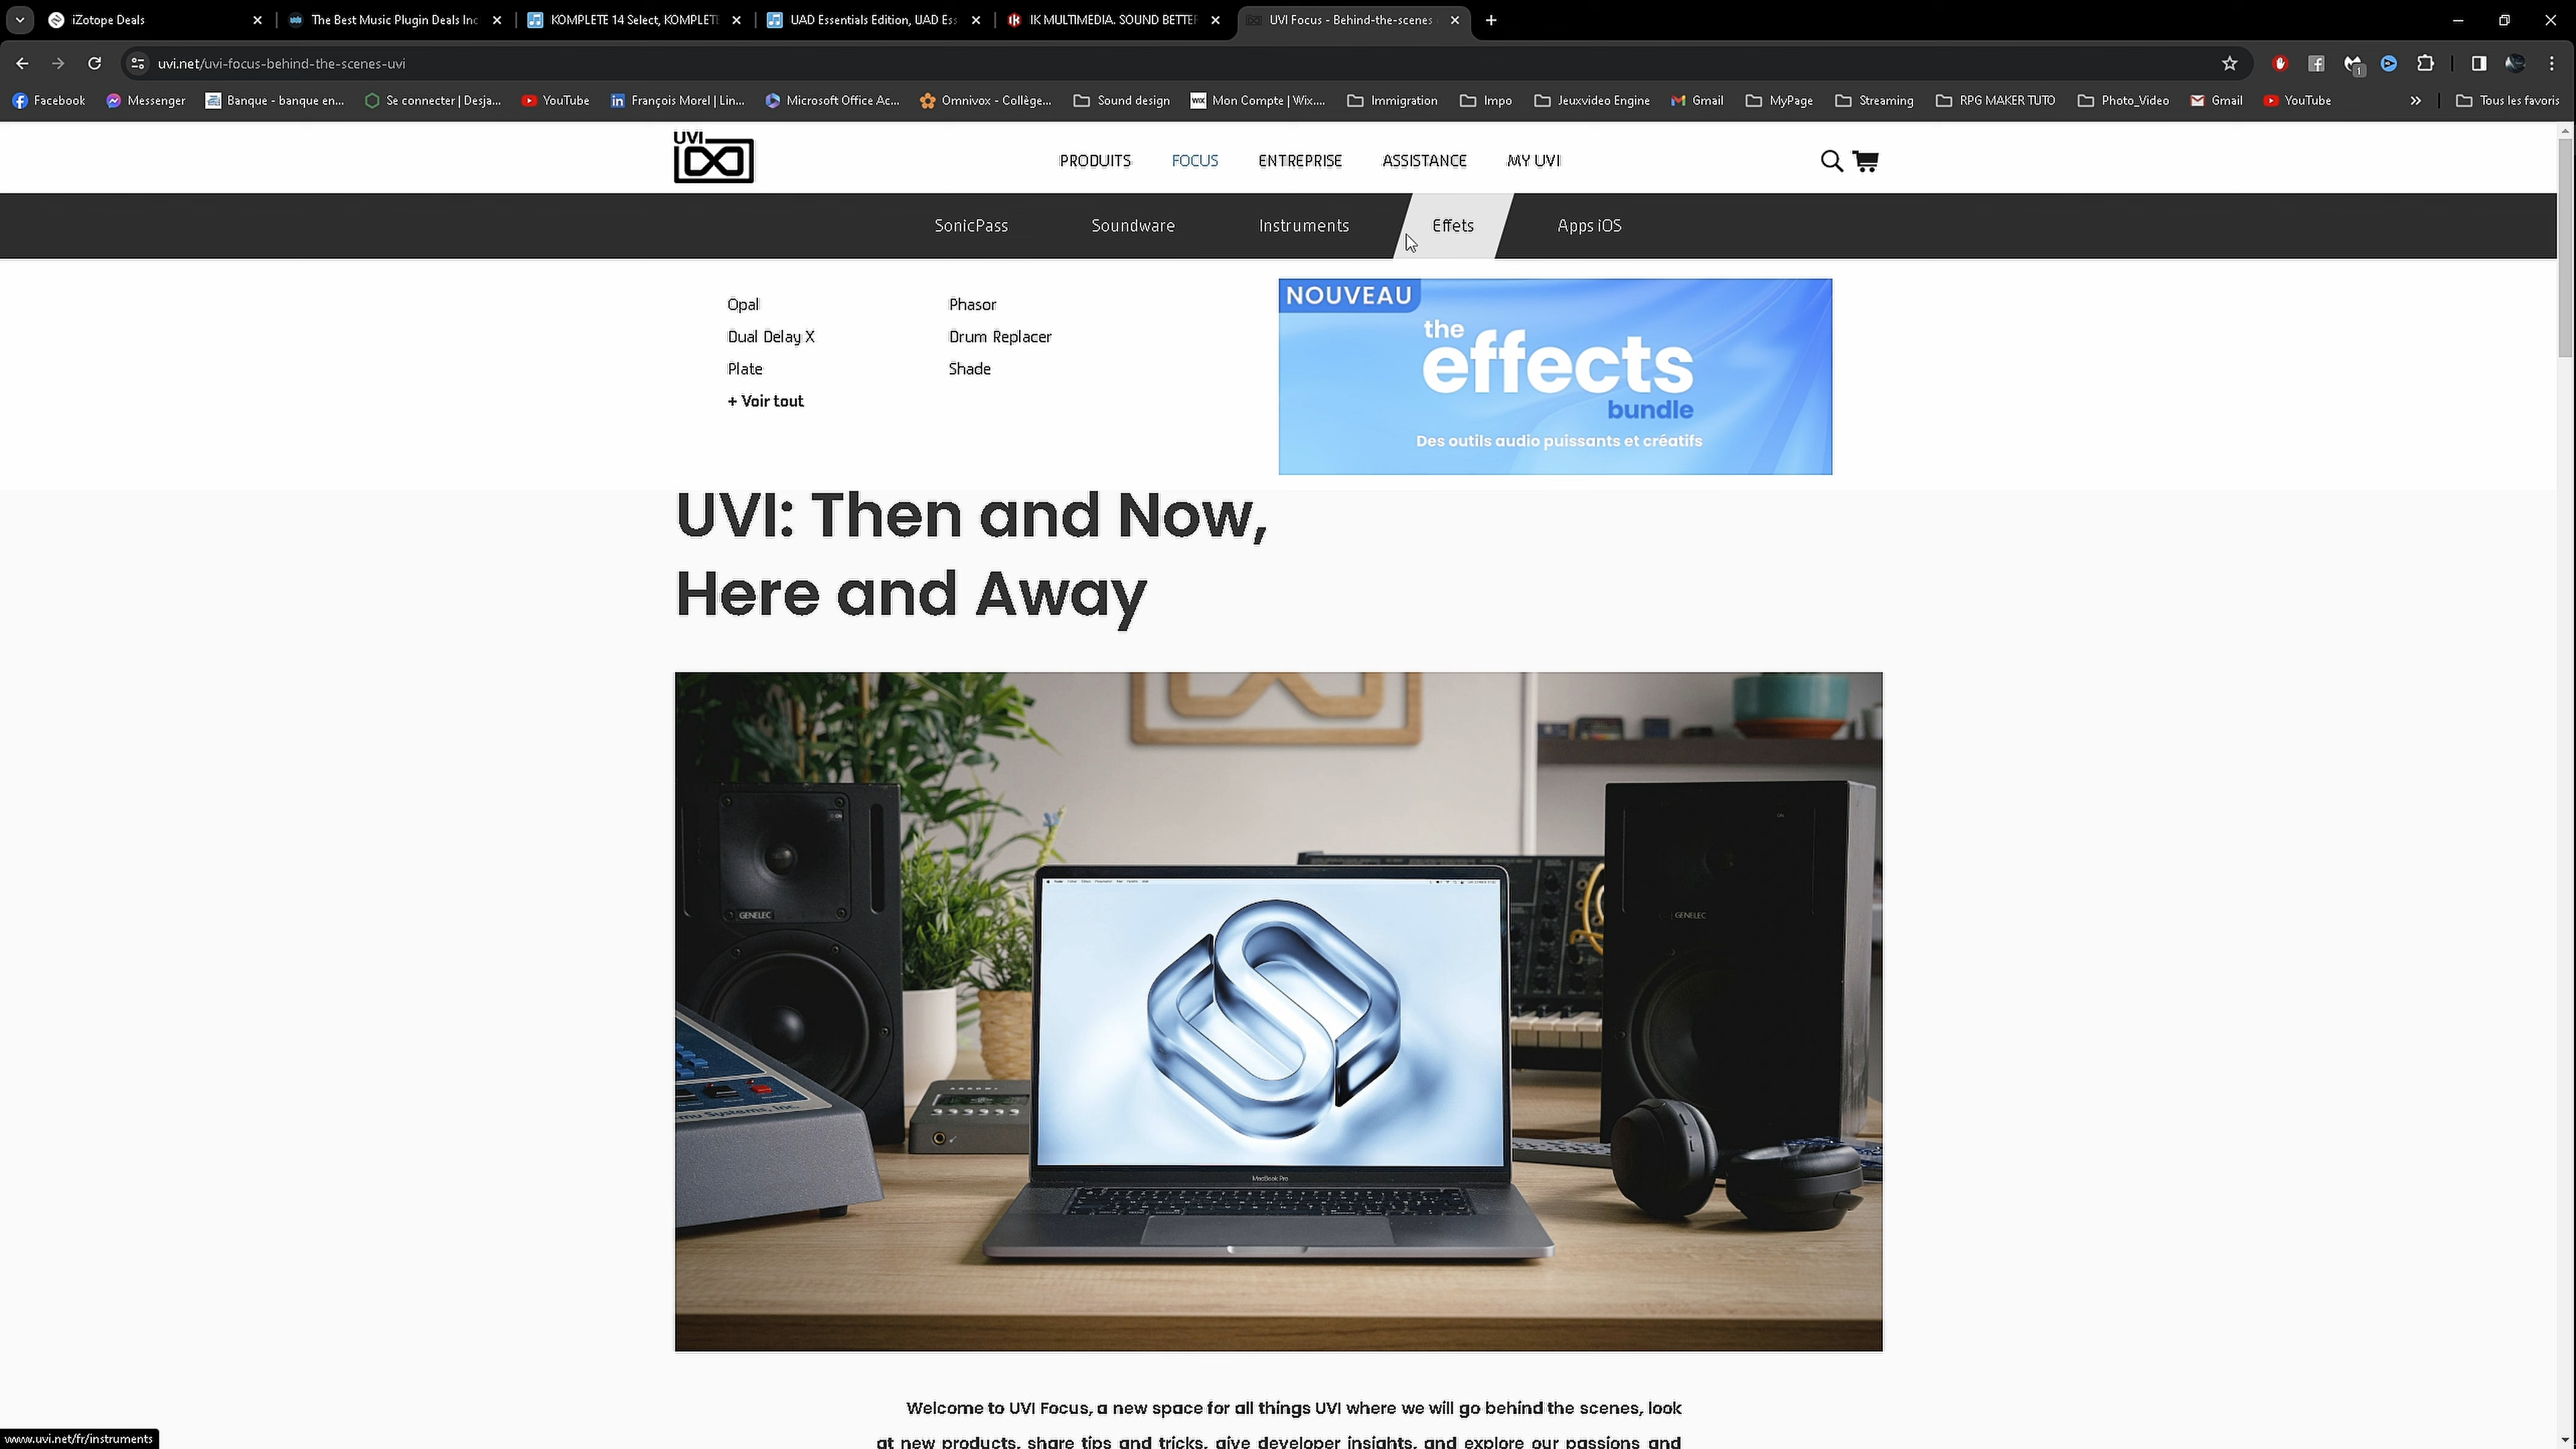 iZotope Deals
The Best Music Plugin Deals Inc
KOMPLETE 14 Select, KOMPLETE
UAD Essentials Edition, UAD Ess
IK MULTIMEDIA. SOUND BETTER
UVI Focus - Behind-the-scenes
uvi.net/uvi-focus-behind-the-scenes-uvi
1
Facebook
Messenger
Banque - banque en...
Se connecter | Desja...
YouTube
François Morel | Lin...
Microsoft Office Ac...
Omnivox - Collège...
Sound design
WIX
Mon Compte | Wix....
Immigration
Impo
Jeuxvideo Engine
Gmail
MyPage
Streaming
RPG MAKER TUTO
Photo_Video
Gmail
YouTube
Tous les favoris
UVI
PRODUITS
FOCUS
ENTREPRISE
ASSISTANCE
MY UVI
SonicPass
Soundware
Instruments
Effets
Apps iOS
Opal
Phasor
Dual Delay X
Drum Replacer
Plate
Shade
+ Voir tout
NOUVEAU
the
effects
bundle
Des outils audio puissants et créatifs
UVI: Then and Now,
Here and Away
GENELEC
GENELEC
mu Systems, Inc.
MacBook Pro
Welcome to UVI Focus, a new space for all things UVI where we will go behind the scenes, look
at new products, share tips and tricks, give developer insights, and explore our passions and
www.uvi.net/fr/instruments